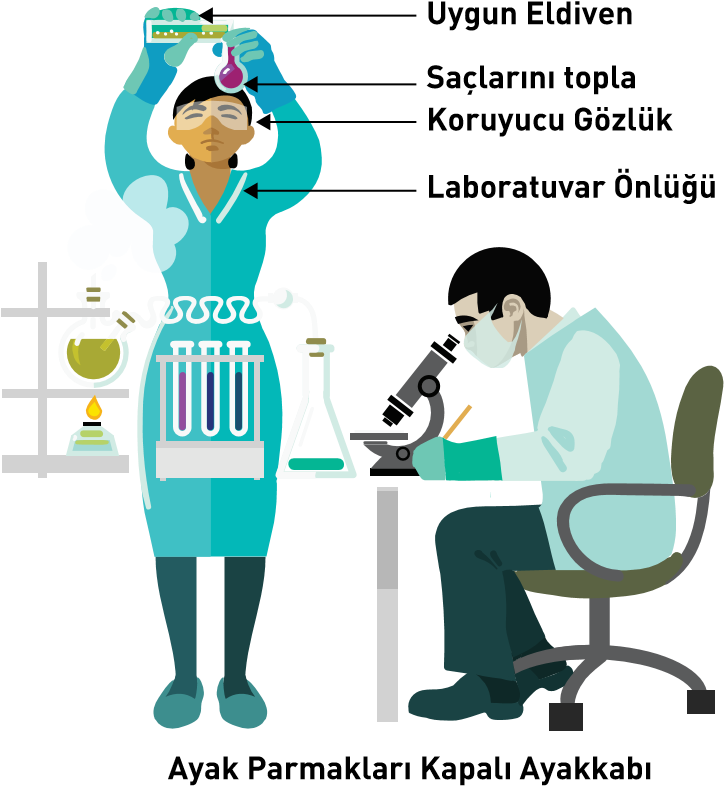 Uygun Eldiven
Saçlarını topla
Koruyucu Gözlük
Laboratuvar Önlüğü
Ayak Parmakları Kapalı Ayakkabı